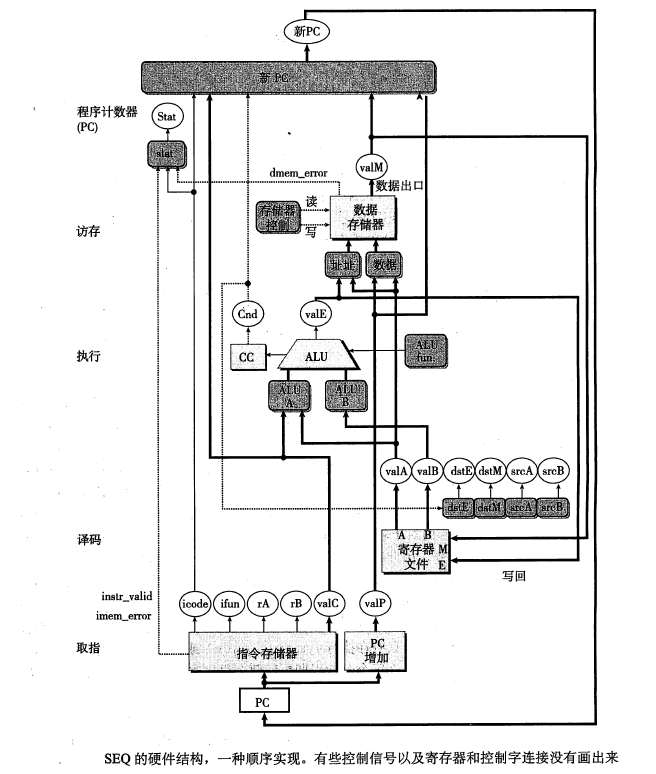 新PC
新 PC
程序计数器
(PC)
Stat
stat
valM
dmem_error
数据出口
读
存储器
控制
写
数据
存储器
访存
地址
数据
Cnd
valE
CC
ALU
ALU
fun.
执行
ALU
A
ALU
B
valA
valB
dstE
dstM
srcA
srcB
dstE
dstM
srcA
srcB
A
B
寄存器
文件
M
E
译码
写回
instr_valid
imem_error
icode
ifun
rA
rB
valC
valP
取指
指令存储器
PC
增加
PC
SEQ 的硬件结构，一种顺序实现。有些控制信号以及寄存器和控制字连接没有画出来